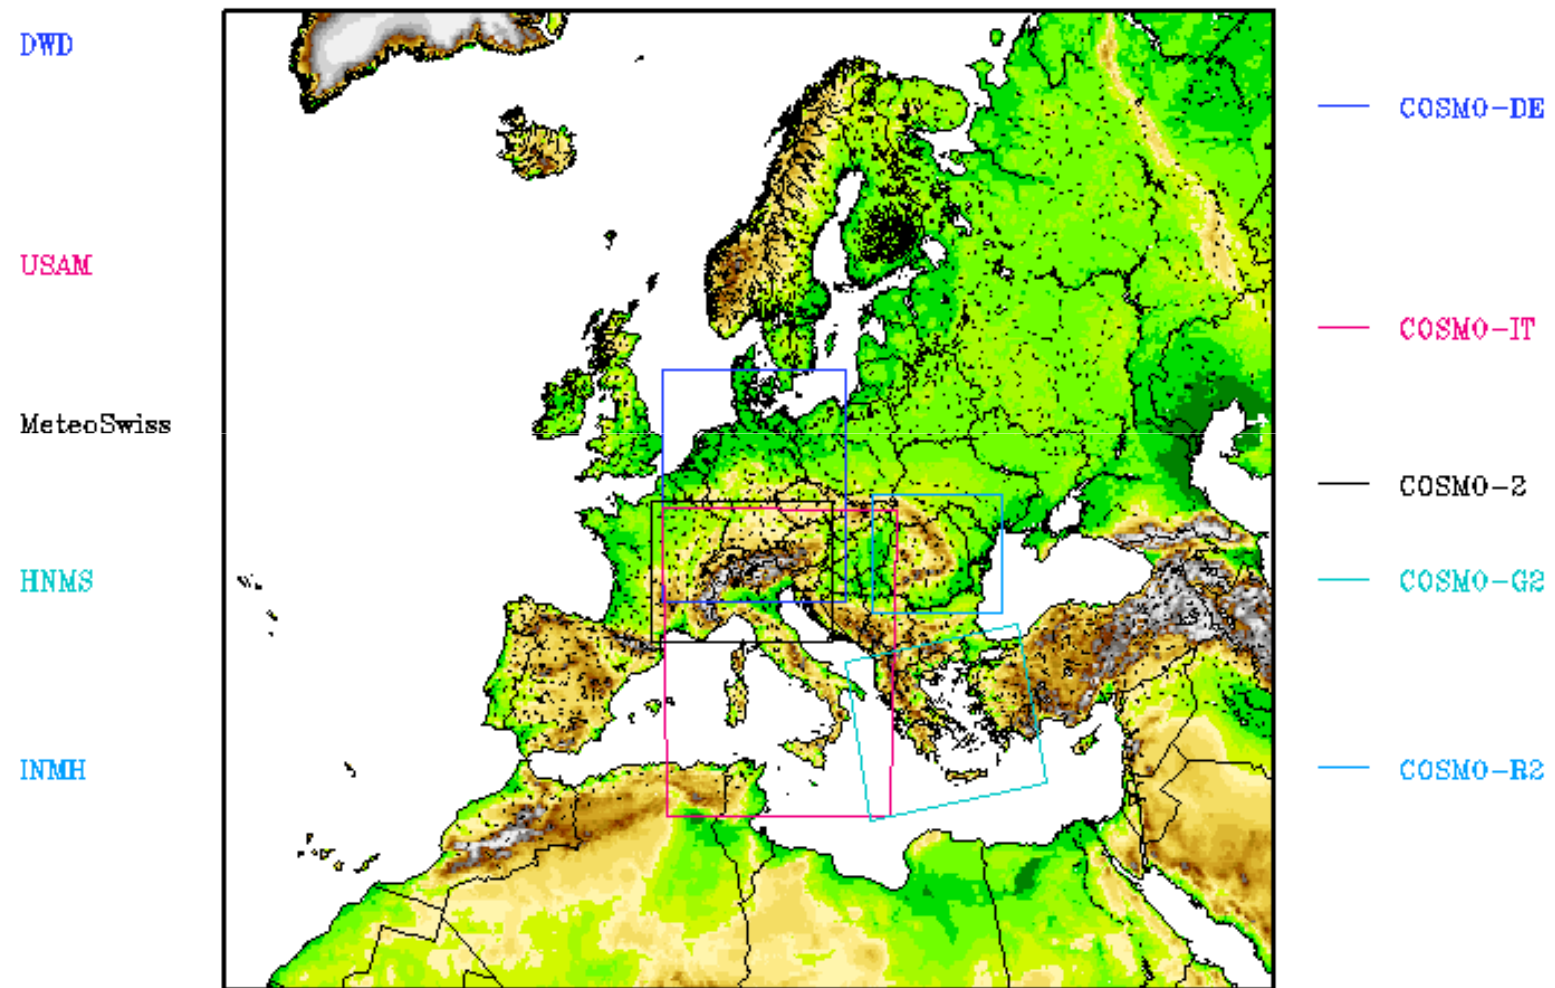 DWD
USAM
MeteoSwiss
HNMS
INMH
COSMO-DE
COSMO-IT
COSMO-2
COSMO-G2
COSMO-R2